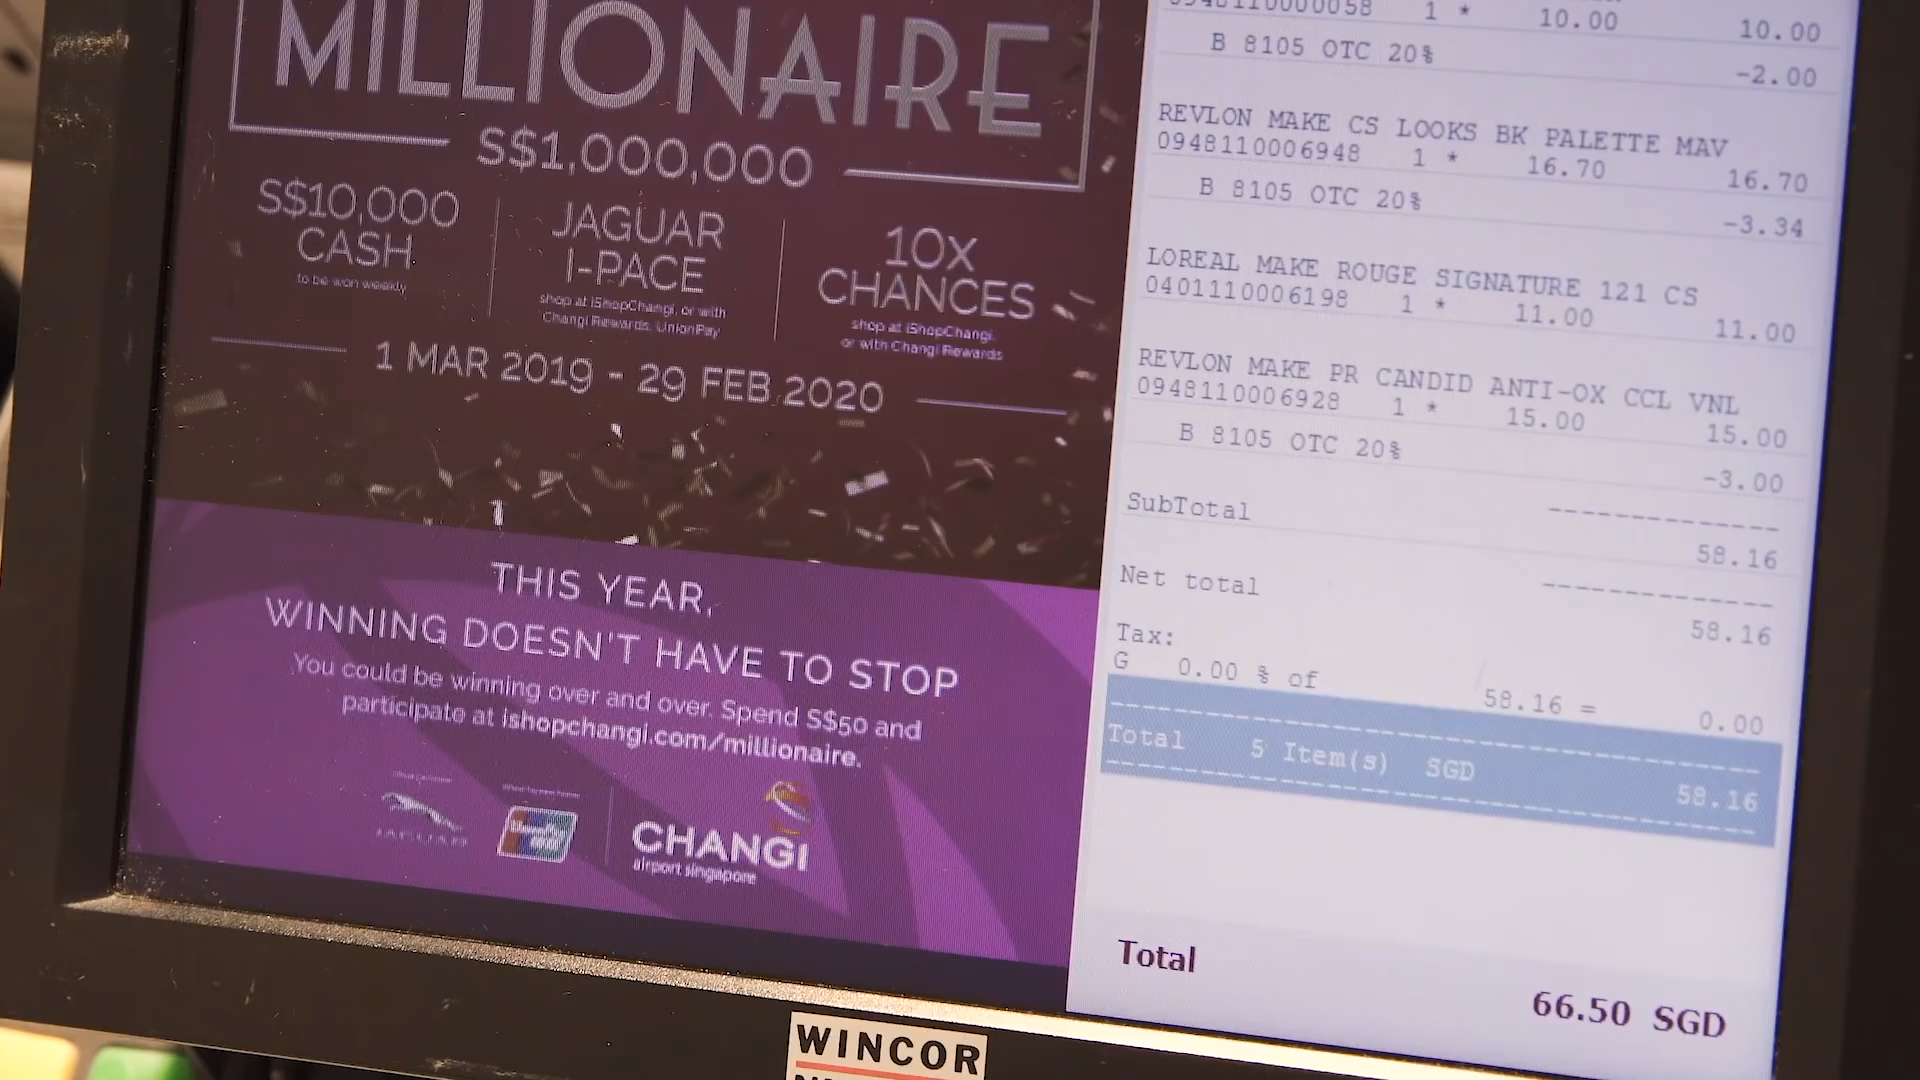 MILLIONAIRE
S$1,000,000
S$10,000
CASH
to be won weekly
JAGUAR
I-PACE
shop at iShopChangi, or with
Changi Rewards, UnionPay
10X
CHANCES
shop at iShopChangi,
or with Changi Rewards
1 MAR 2019 - 29 FEB 2020
THIS YEAR,
WINNING DOESN'T HAVE TO STOP
You could be winning over and over. Spend S$50 and
participate at ishopchangi.com/millionaire.
JAGUAR
CHANGI
airport singapore
0948110000058 1 * 10.00 10.00
B 8105 OTC 20% -2.00
REVLON MAKE CS LOOKS BK PALETTE MAV
0948110006948 1 * 16.70 16.70
B 8105 OTC 20% -3.34
LOREAL MAKE ROUGE SIGNATURE 121 CS
0401110006198 1 * 11.00 11.00
REVLON MAKE PR CANDID ANTI-OX CCL VNL
0948110006928 1 * 15.00 15.00
B 8105 OTC 20% -3.00
SubTotal --------------
58.16
Net total --------------
58.16
Tax:
G 0.00 % of 58.16 = 0.00
Total 5 Item(s) SGD 58.16
Total
66.50 SGD
WINCOR